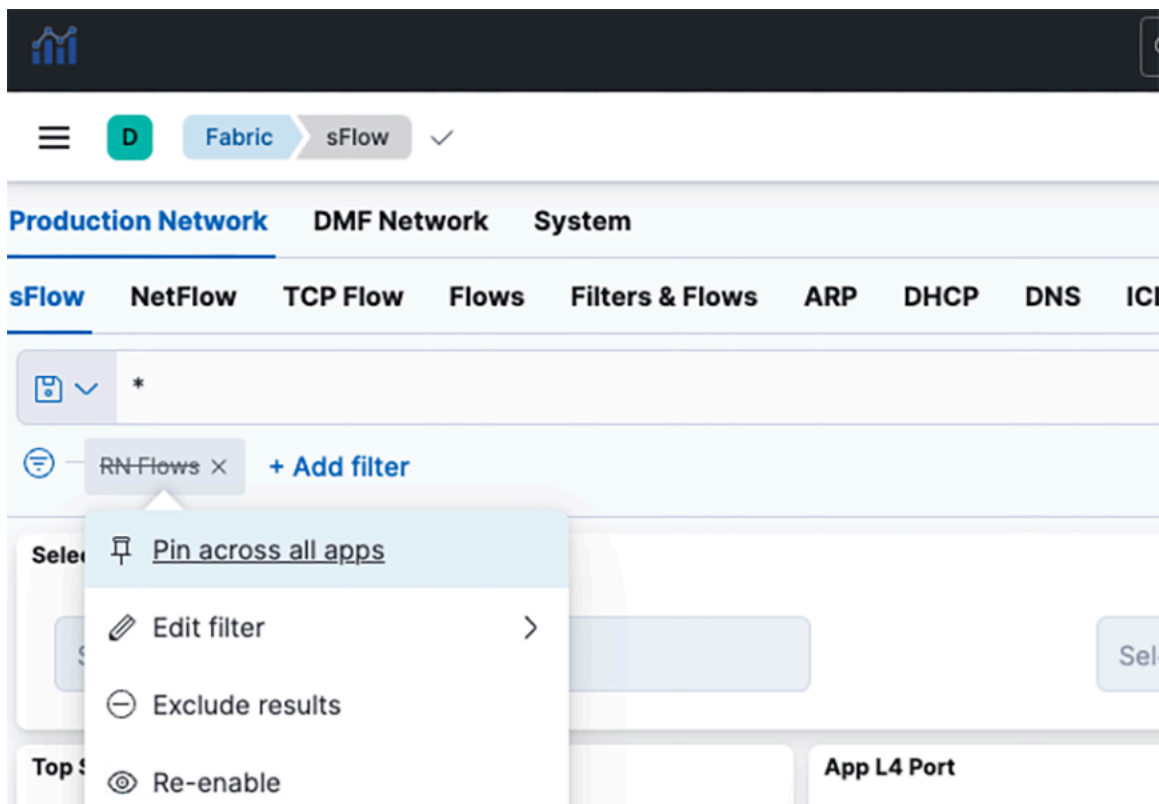 D Fabric sFlow
Production Network DMF Network System
sFlow NetFlow TCP Flow Flows Filters & Flows ARP DHCP DNS
*
RN Flows × + Add filter
Pin across all apps
Edit filter
Exclude results
Re-enable
Top
App L4 Port